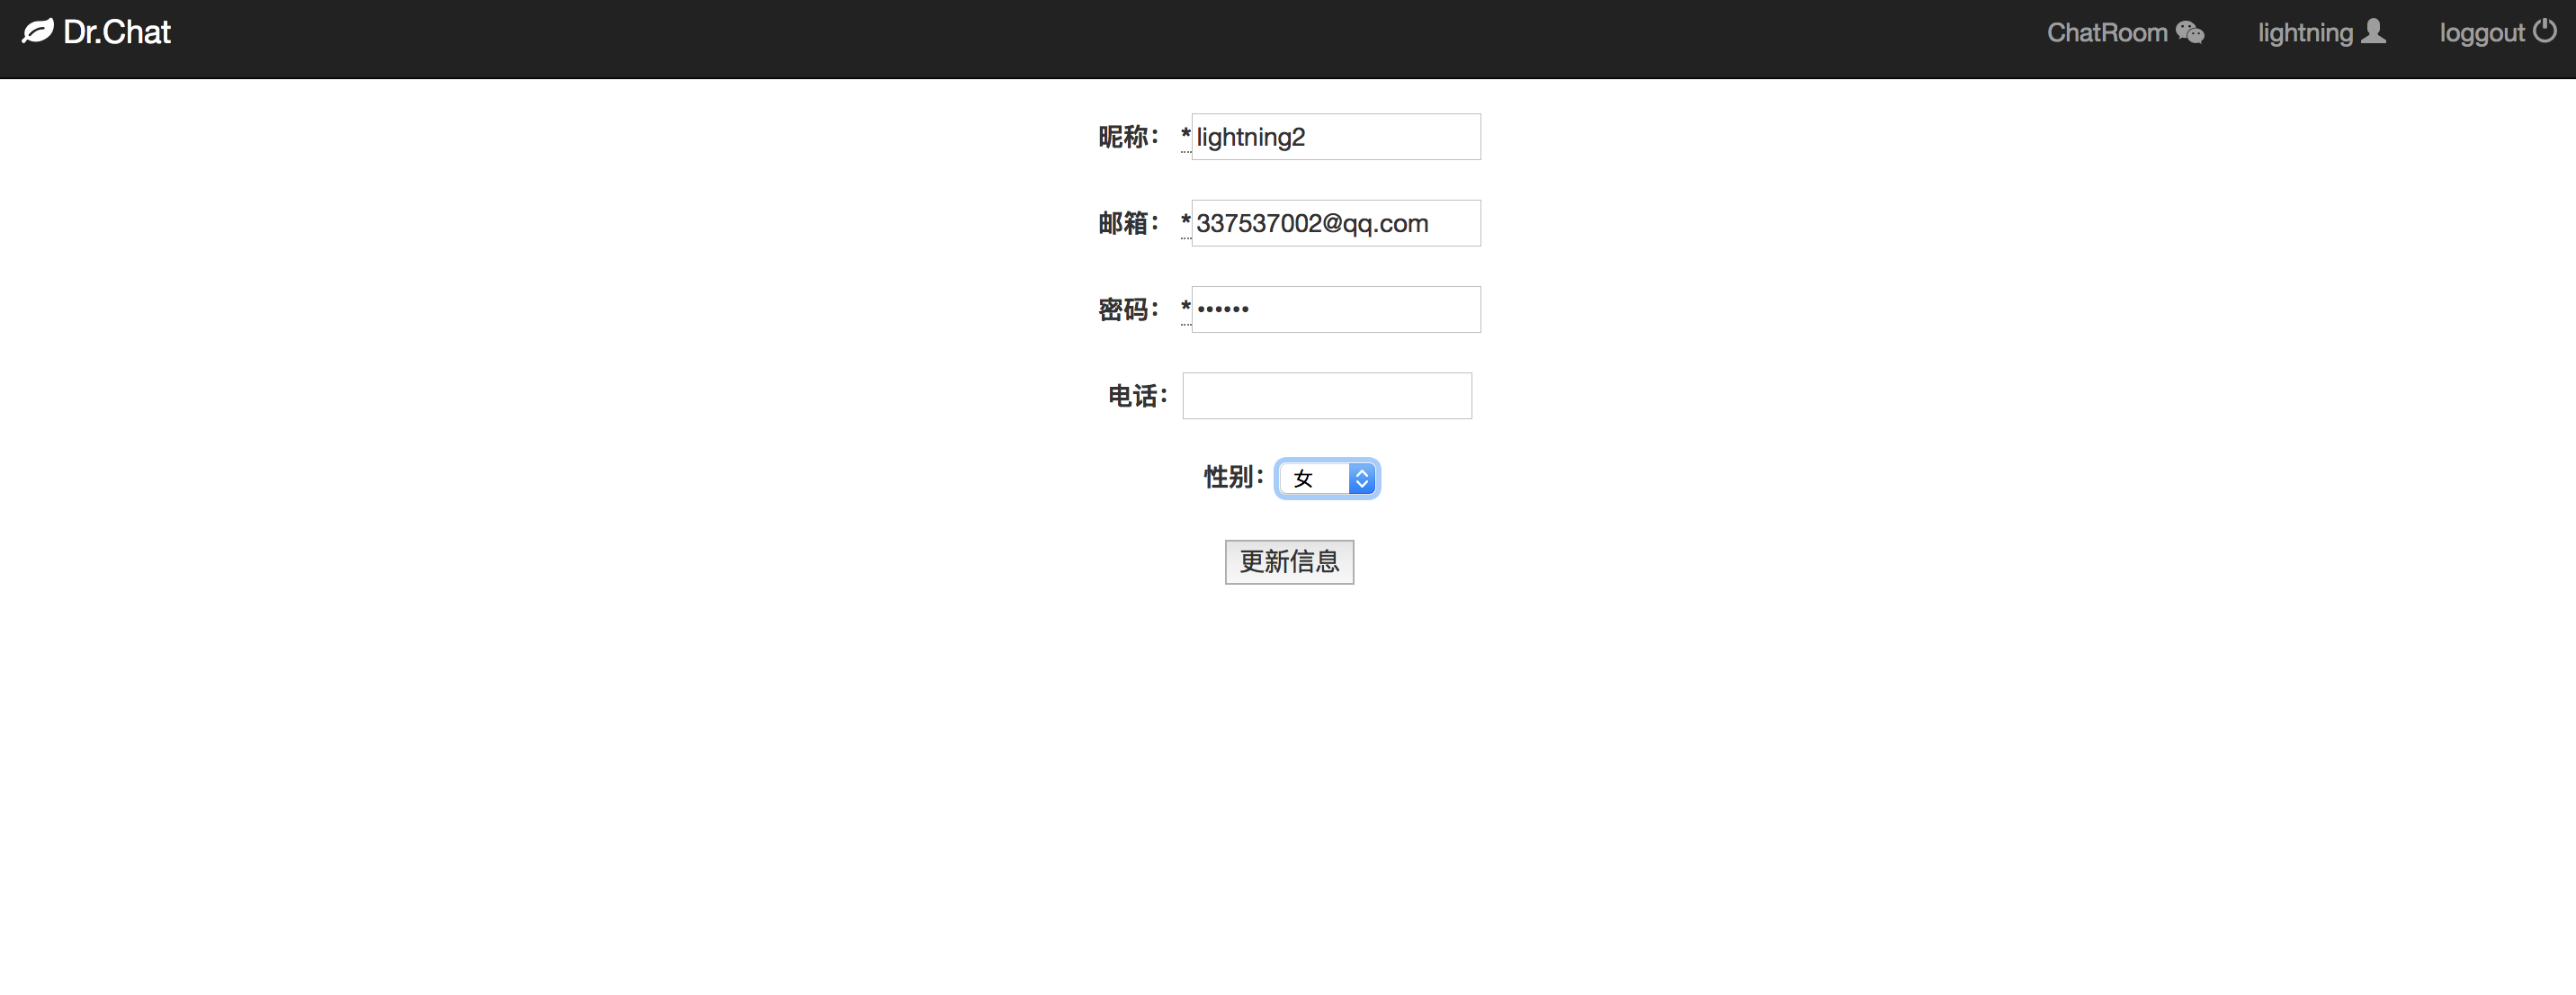 Dr.Chat ChatRoom lightning loggout
昵称： *lightning2
邮箱： *337537002@qq.com
密码： *••••••
电话：
性别： 女
更新信息